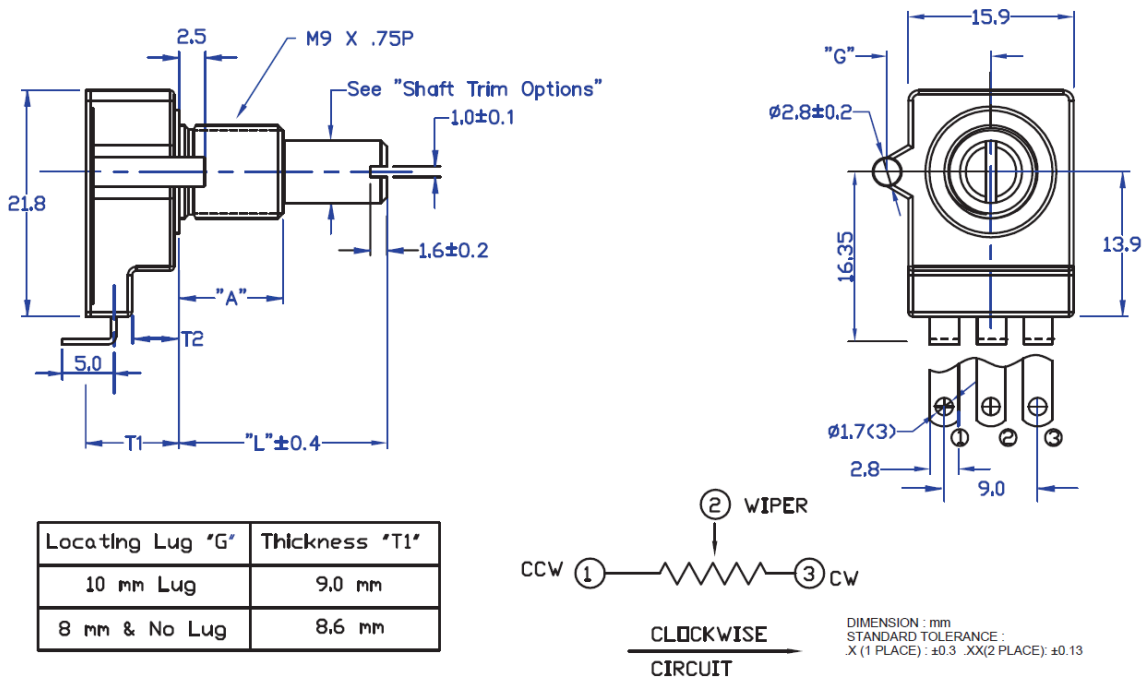 2.5
M9 X .75P
See "Shaft Trim Options"
1.0±0.1
21.8
1.6±0.2
"A"
T2
5.0
T1
"L"±0.4
15.9
"G"
Ø2.8±0.2
16.35
13.9
Ø1.7(3)
1 2 3
2.8
9.0
Locating Lug "G" Thickness "T1"
10 mm Lug 9.0 mm
8 mm & No Lug 8.6 mm
2 WIPER
CCW 1 3 CW
CLOCKWISE
CIRCUIT
DIMENSION : mm
STANDARD TOLERANCE :
.X (1 PLACE) : ±0.3 .XX(2 PLACE): ±0.13